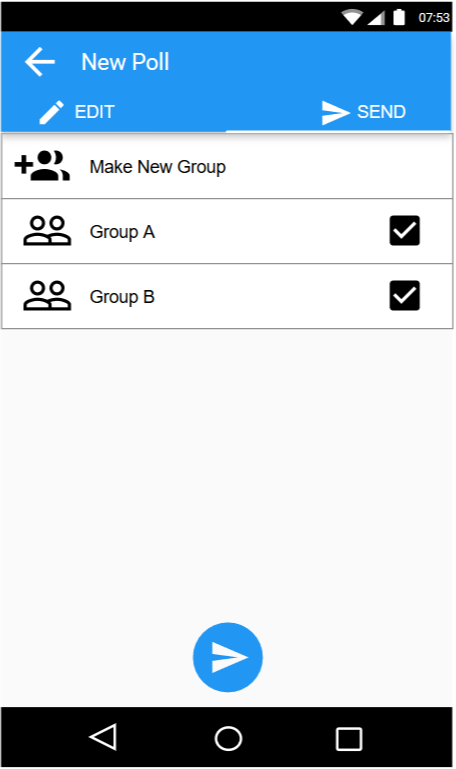 07:53
New Poll
EDIT
SEND
Make New Group
Group A
Group B